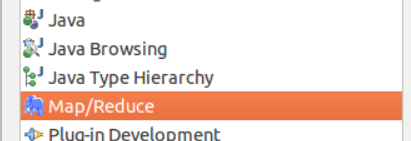 Java
Java Browsing
Java Type Hierarchy
Map/Reduce
Plug-in Development